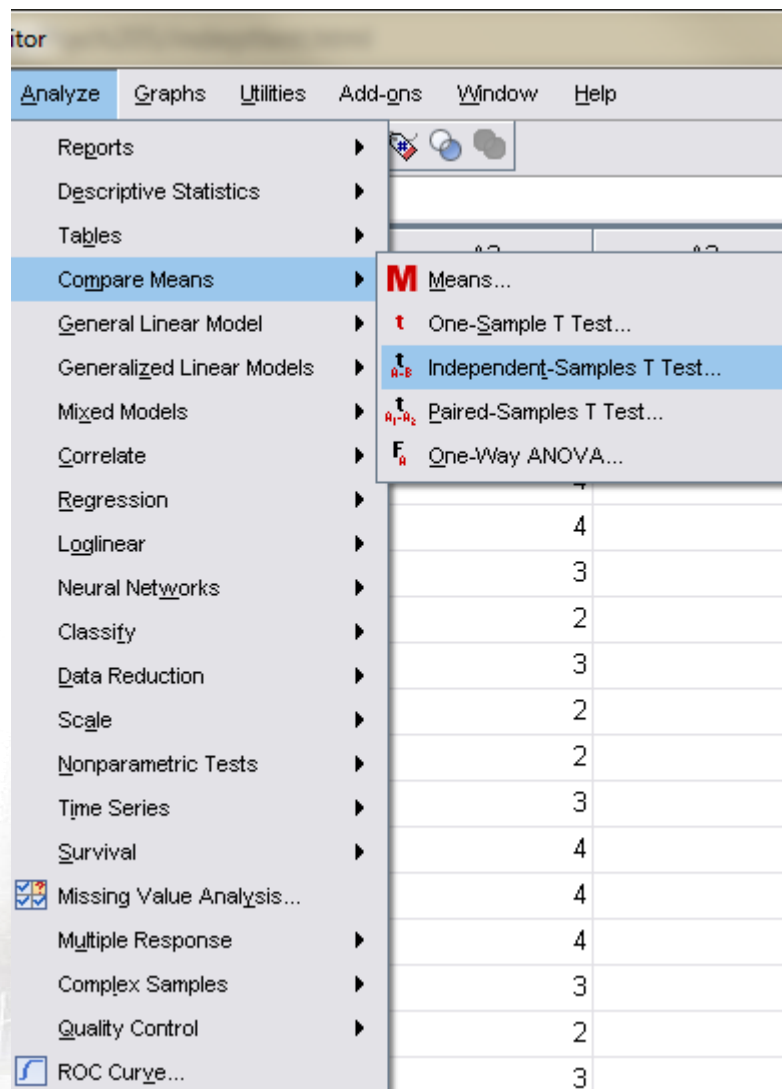 itor
Analyze Graphs Utilities Add-ons Window Help
Reports
Descriptive Statistics
Tables
Compare Means
General Linear Model
Generalized Linear Models
Mixed Models
Correlate
Regression
Loglinear
Neural Networks
Classify
Data Reduction
Scale
Nonparametric Tests
Time Series
Survival
Missing Value Analysis...
Multiple Response
Complex Samples
Quality Control
ROC Curve...
M Means...
t One-Sample T Test...
t A-B Independent-Samples T Test...
t A1-A2 Paired-Samples T Test...
F A One-Way ANOVA...
4
3
2
3
2
2
3
4
4
4
3
2
3